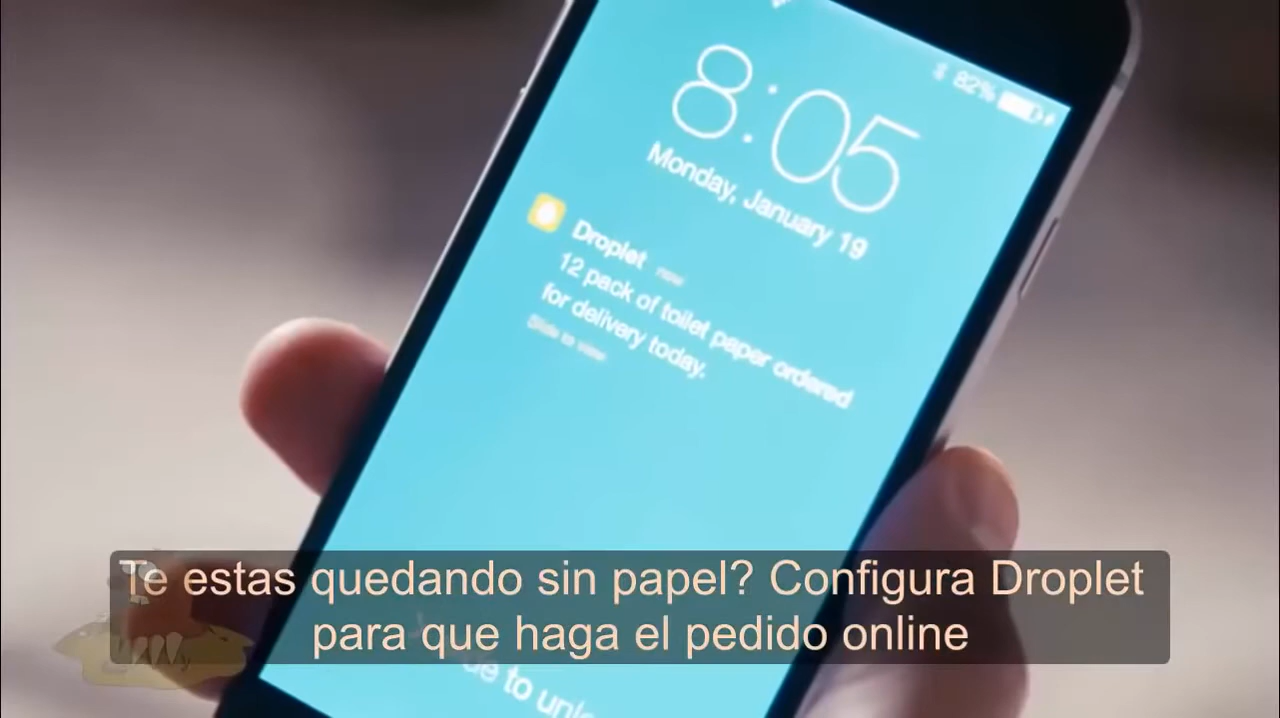 82%
8:05
Monday, January 19
Droplet now
12 pack of toilet paper ordered
for delivery today.
Slide to view
Te estas quedando sin papel? Configura Droplet
para que haga el pedido online
to